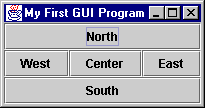 My First GUI Program
North
West Center East
South